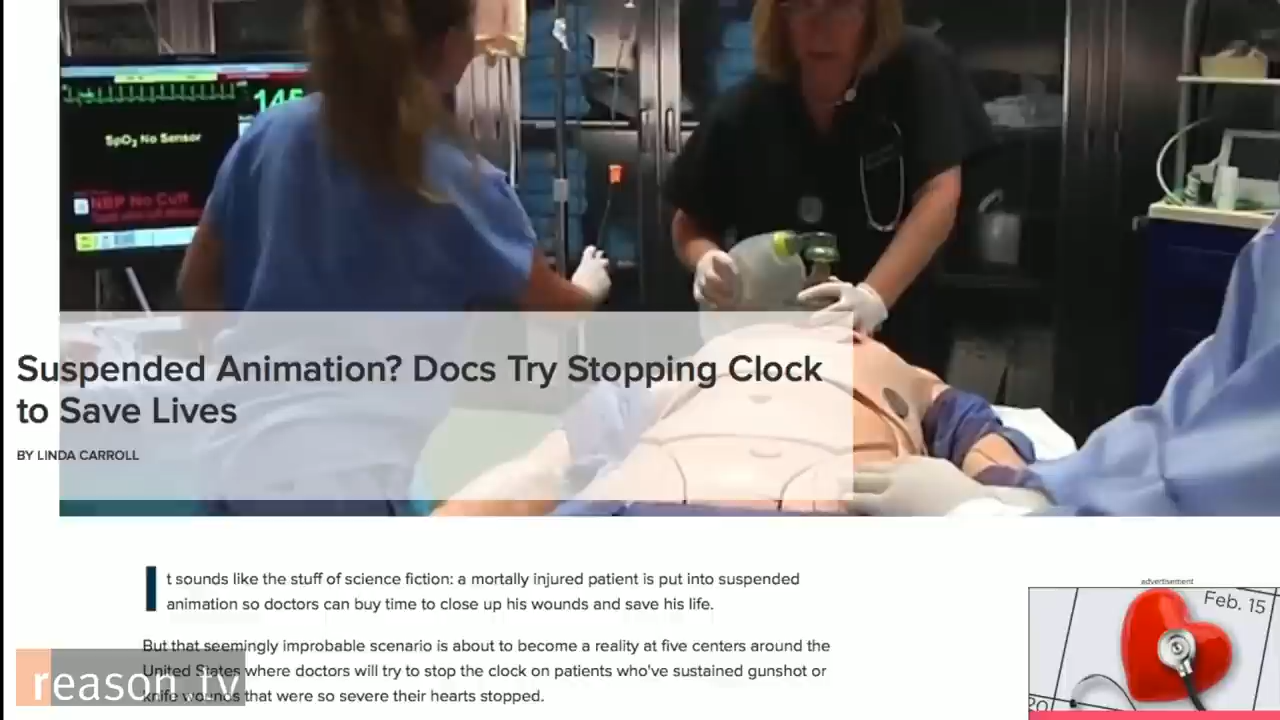 145
SpO₂ No Sensor
NBP No Cuff
Suspended Animation? Docs Try Stopping Clock
to Save Lives
BY LINDA CARROLL
It sounds like the stuff of science fiction: a mortally injured patient is put into suspended
animation so doctors can buy time to close up his wounds and save his life.
advertisement
Feb. 15
But that seemingly improbable scenario is about to become a reality at five centers around the
United States where doctors will try to stop the clock on patients who've sustained gunshot or
knife wounds that were so severe their hearts stopped.
reason.tv
20